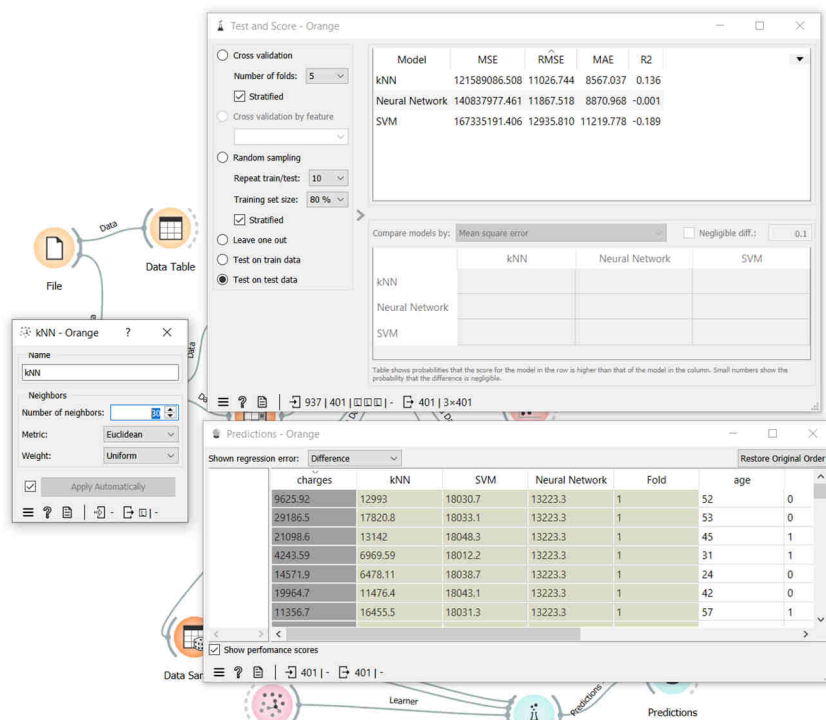 Test and Score - Orange
Cross validation
Number of folds: 5
Stratified
Cross validation by feature
Random sampling
Repeat train/test: 10
Training set size: 80 %
Stratified
Leave one out
Test on train data
Test on test data
Model MSE RMSE MAE R2
kNN 121589086.508 11026.744 8567.037 0.136
Neural Network 140837977.461 11867.518 8870.968 -0.001
SVM 167335191.406 12935.810 11219.778 -0.189
Compare models by: Mean square error Negligible diff.: 0.1
kNN Neural Network SVM
kNN
Neural Network
SVM
Table shows probabilities that the score for the model in the row is higher than that of the model in the column. Small numbers show the
probability that the difference is negligible.
937 | 401 | - 401 | 3×401
File
Data
Data Table
Data
kNN - Orange ?
Name
kNN
Neighbors
Number of neighbors: 30
Metric: Euclidean
Weight: Uniform
Apply Automatically
Predictions - Orange
Shown regression error: Difference Restore Original Order
charges kNN SVM Neural Network Fold age
9625.92 12993 18030.7 13223.3 1 52 0
29186.5 17820.8 18033.1 13223.3 1 53 0
21098.6 13142 18048.3 13223.3 1 45 1
4243.59 6969.59 18012.2 13223.3 1 31 1
14571.9 6478.11 18038.7 13223.3 1 24 0
19964.7 11476.4 18043.1 13223.3 1 42 0
11356.7 16455.5 18031.3 13223.3 1 57 1
Show perfomance scores
401 | - 401 | -
Data Sam
Learner
Predictions
Predictions